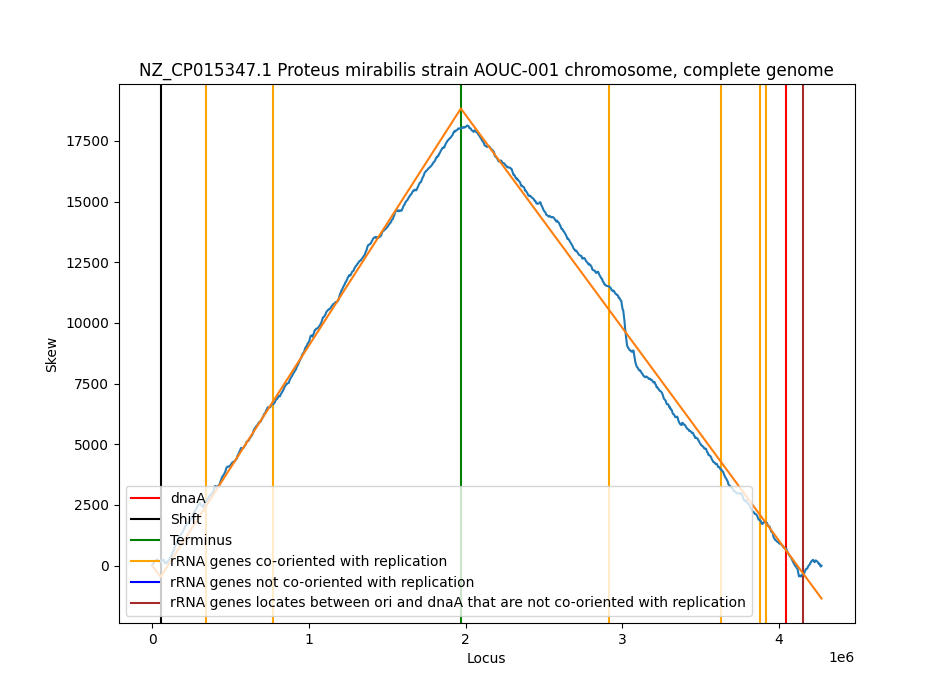 NZ_CP015347.1 Proteus mirabilis strain AOUC-001 chromosome, complete genome
17500
15000
12500
10000
7500
5000
2500
0
Skew
dnaA
Shift
Terminus
rRNA genes co-oriented with replication
rRNA genes not co-oriented with replication
rRNA genes locates between ori and dnaA that are not co-oriented with replication
0 1 2 3 4
1e6
Locus